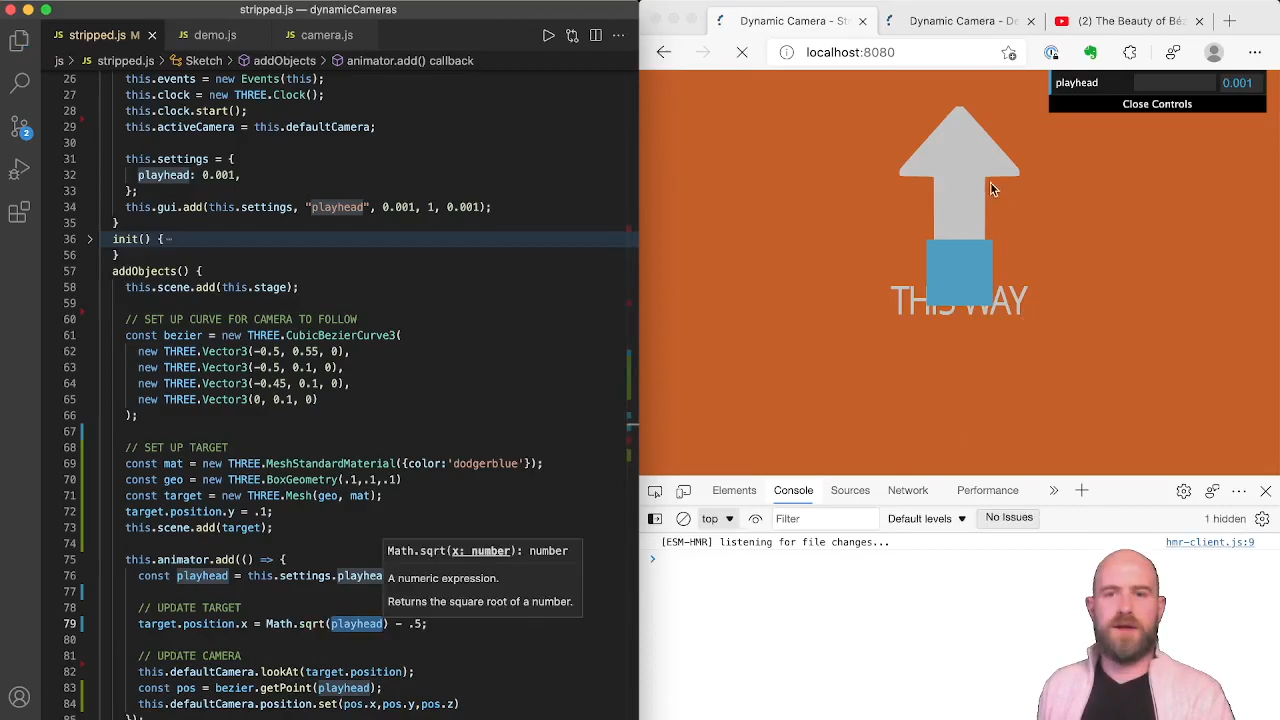 stripped.js — dynamicCameras
stripped.js M
demo.js
camera.js
js > stripped.js > Sketch > addObjects > animator.add() callback
26 this.events = new Events(this);
27 this.clock = new THREE.Clock();
28 this.clock.start();
29 this.activeCamera = this.defaultCamera;
30
31 this.settings = {
32 playhead: 0.001,
33 };
34 this.gui.add(this.settings, "playhead", 0.001, 1, 0.001);
35 }
36 init() { ⋯
56 }
57 addObjects() {
58 this.scene.add(this.stage);
59
60 // SET UP CURVE FOR CAMERA TO FOLLOW
61 const bezier = new THREE.CubicBezierCurve3(
62 new THREE.Vector3(-0.5, 0.55, 0),
63 new THREE.Vector3(-0.5, 0.1, 0),
64 new THREE.Vector3(-0.45, 0.1, 0),
65 new THREE.Vector3(0, 0.1, 0)
66 );
67
68 // SET UP TARGET
69 const mat = new THREE.MeshStandardMaterial({color:'dodgerblue'});
70 const geo = new THREE.BoxGeometry(.1,.1,.1)
71 const target = new THREE.Mesh(geo, mat);
72 target.position.y = .1;
73 this.scene.add(target);
74
75 this.animator.add(() => {
76 const playhead = this.settings.playhea
77
78 // UPDATE TARGET
79 target.position.x = Math.sqrt(playhead) - .5;
80
81 // UPDATE CAMERA
82 this.defaultCamera.lookAt(target.position);
83 const pos = bezier.getPoint(playhead);
84 this.defaultCamera.position.set(pos.x,pos.y,pos.z)
85 });
Math.sqrt(x: number): number
A numeric expression.
Returns the square root of a number.
2
Dynamic Camera - St
Dynamic Camera - De
(2) The Beauty of Béz
localhost:8080
playhead 0.001
Close Controls
THIS WAY
Elements Console Sources Network Performance
top Filter Default levels No Issues 1 hidden
[ESM-HMR] listening for file changes... hmr-client.js:9